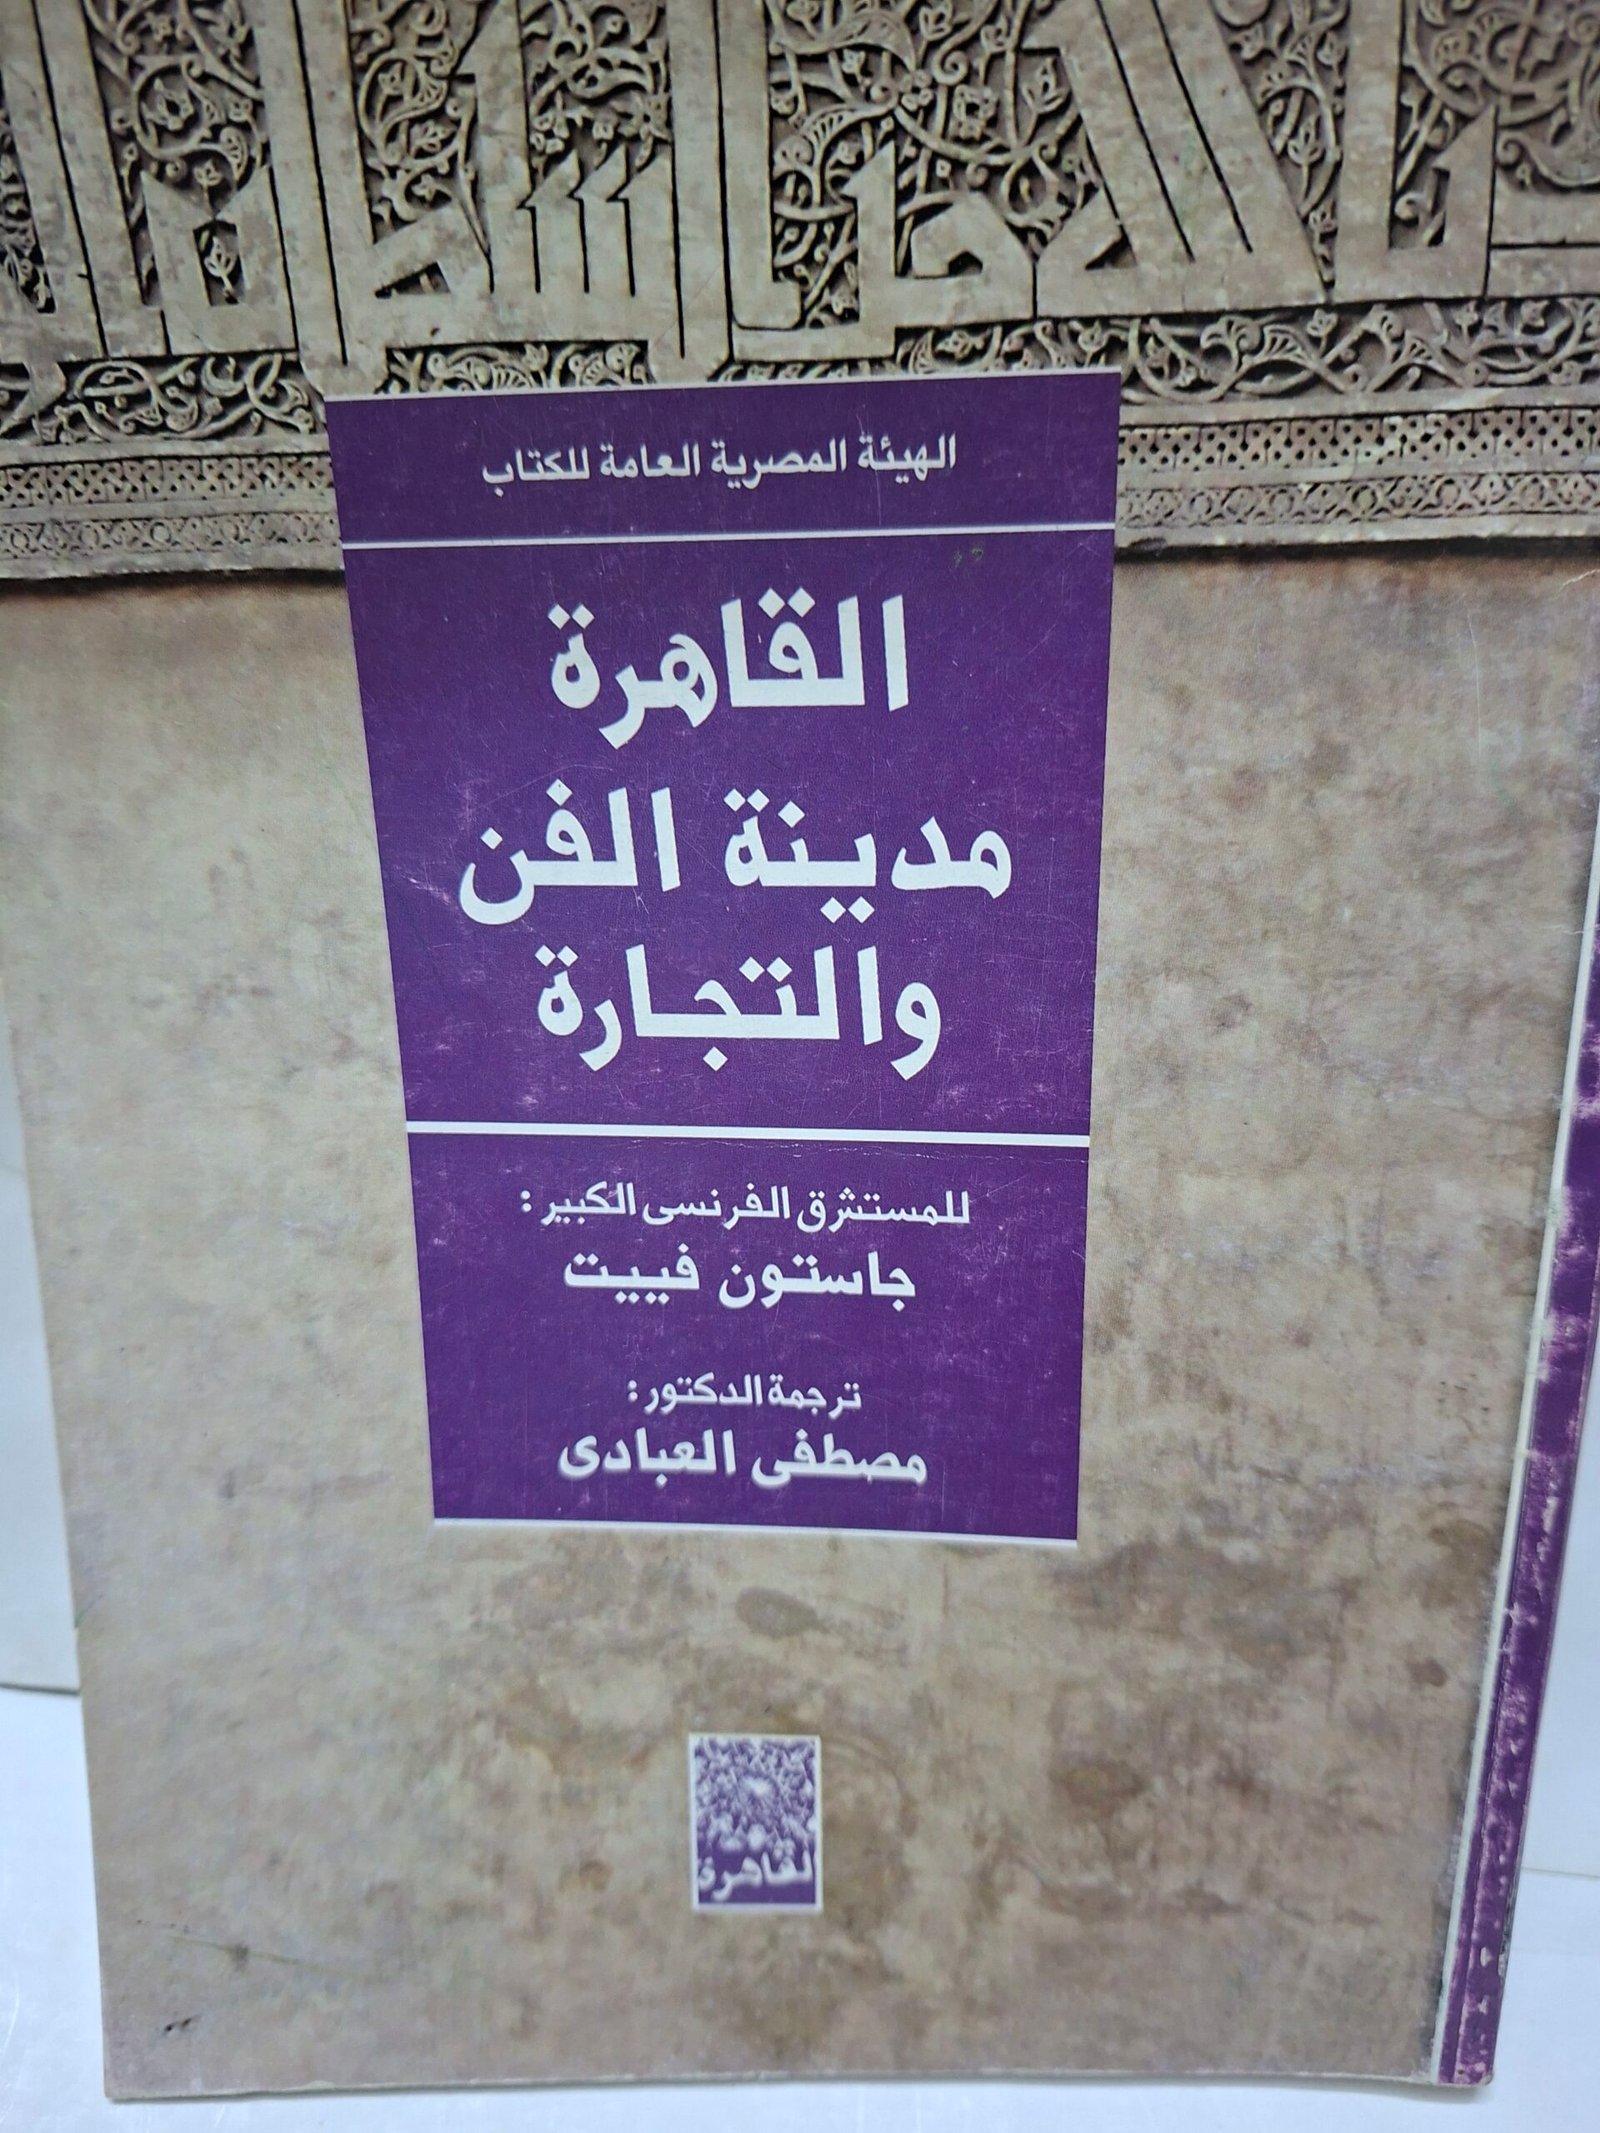 الهيئة المصرية العامة للكتاب
القاهرة
مدينة الفن
والتجارة
للمستشرق الفرنسى الكبير:
جاستون فييت
ترجمة الدكتور:
مصطفى العبادى
القاهرة